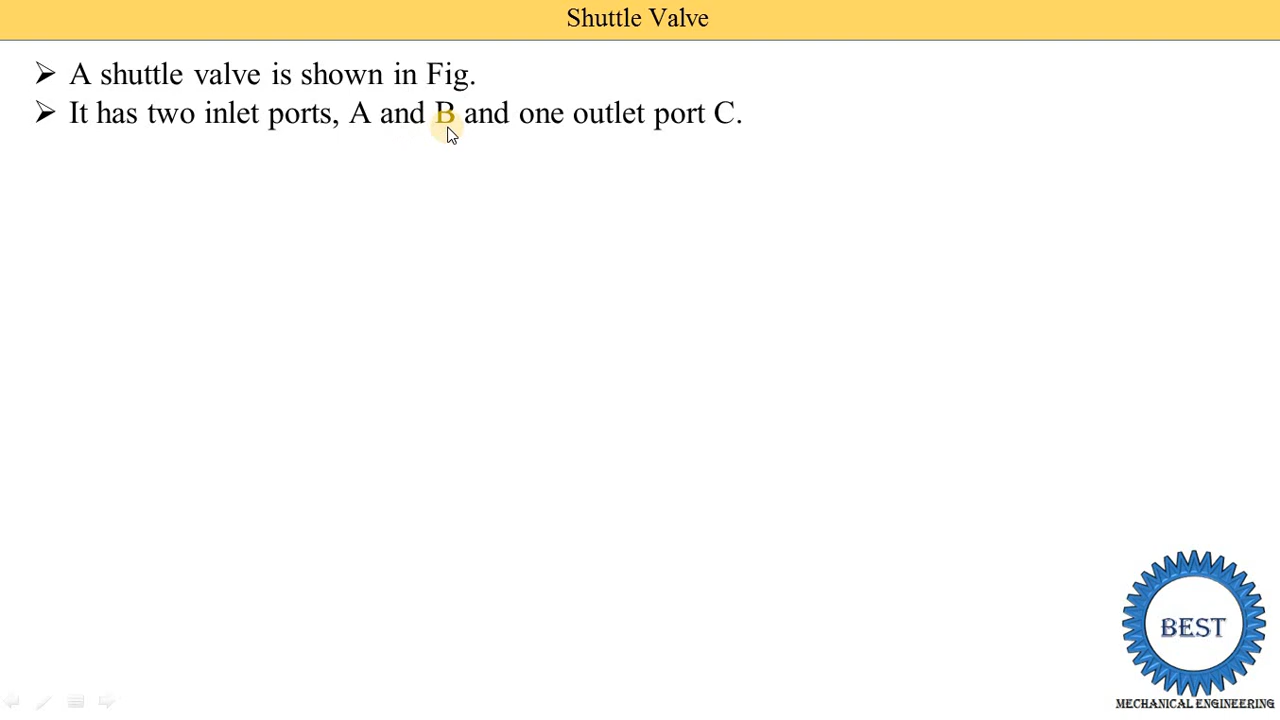 Shuttle Valve
➢ A shuttle valve is shown in Fig.
➢ It has two inlet ports, A and B and one outlet port C.
BEST
MECHANICAL ENGINEERING